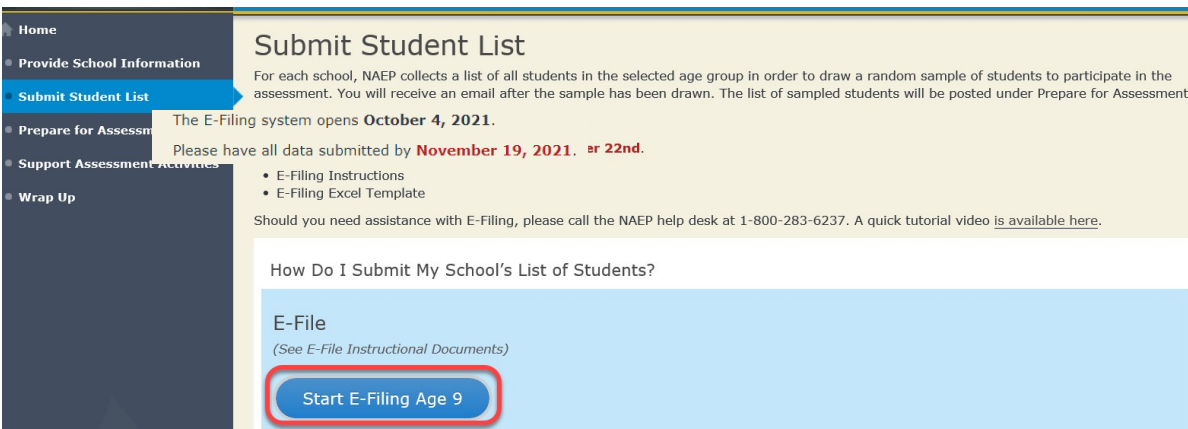 Home
Provide School Information
Submit Student List
Prepare for Assessm
Support Assessment Activities
Wrap Up
Submit Student List
For each school, NAEP collects a list of all students in the selected age group in order to draw a random sample of students to participate in the
assessment. You will receive an email after the sample has been drawn. The list of sampled students will be posted under Prepare for Assessment
The E-Filing system opens October 4, 2021.
Please have all data submitted by November 19, 2021. er 22nd.
• E-Filing Instructions
• E-Filing Excel Template
Should you need assistance with E-Filing, please call the NAEP help desk at 1-800-283-6237. A quick tutorial video is available here.
How Do I Submit My School's List of Students?
E-File
(See E-File Instructional Documents)
Start E-Filing Age 9